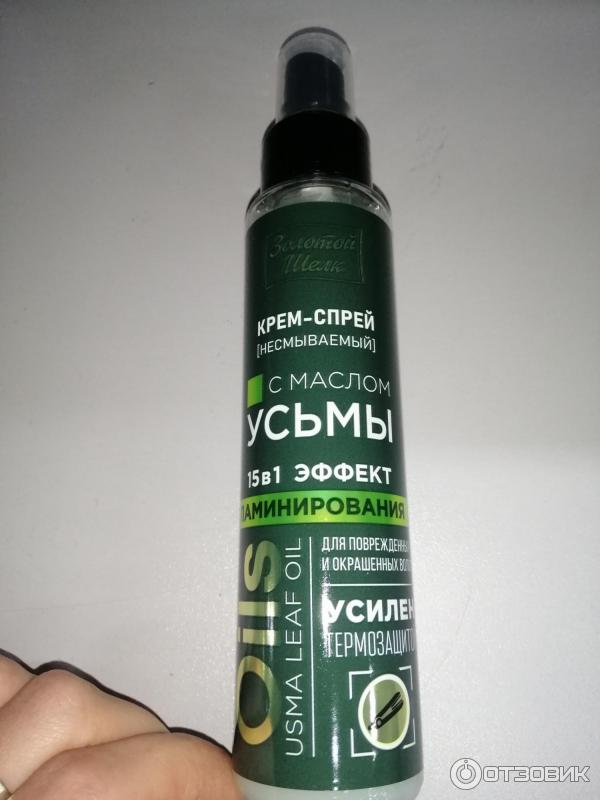 Золотой
Шелк
КРЕМ-СПРЕЙ
[НЕСМЫВАЕМЫЙ]
С МАСЛОМ
УСЬМЫ
15в1 ЭФФЕКТ
ЛАМИНИРОВАНИЯ
Oils
USMA LEAF OIL
ДЛЯ ПОВРЕЖДЕННЫ
И ОКРАШЕННЫХ ВОЛО
УСИЛЕН
ТЕРМОЗАЩИТО
ОТЗОВИК